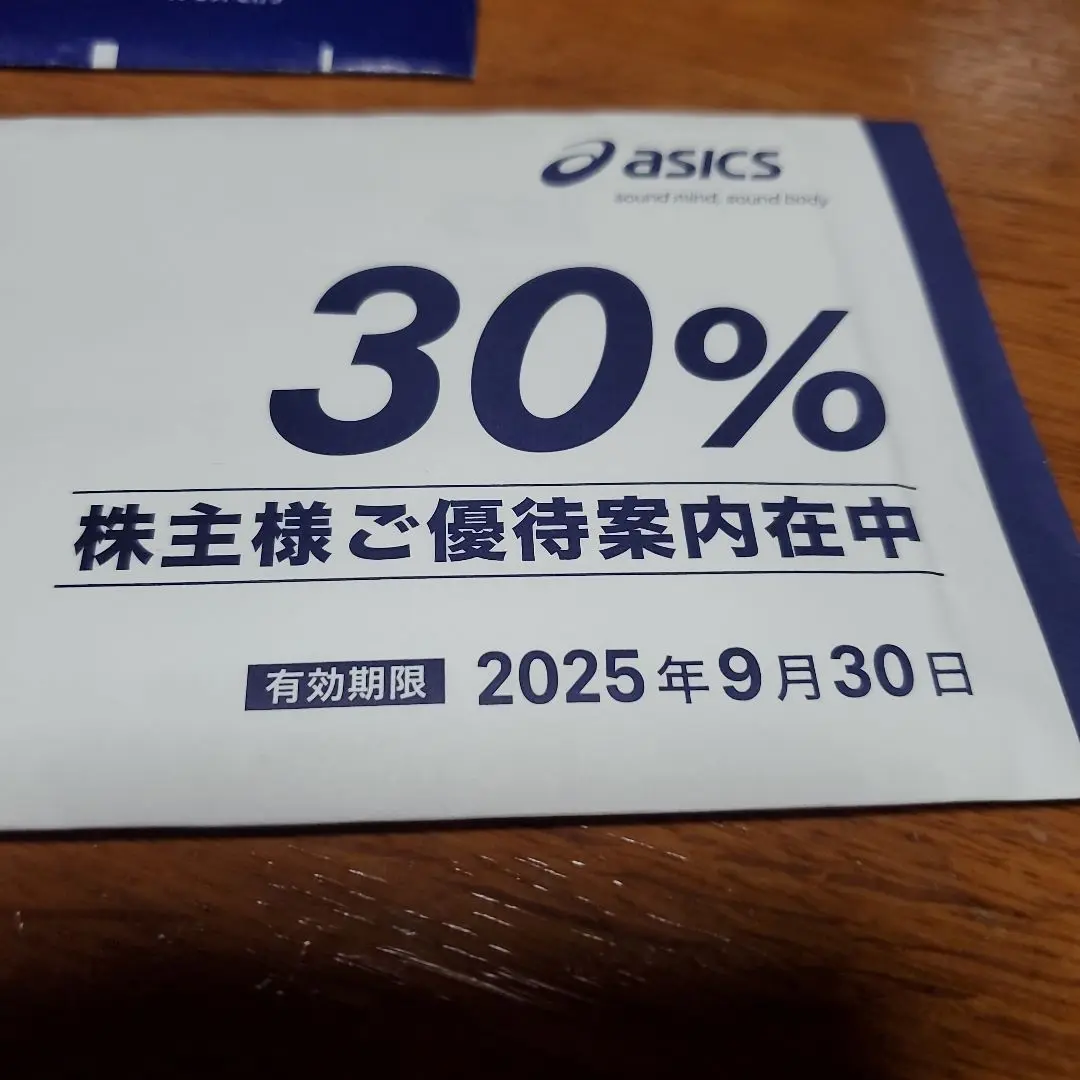 asics
sound mind, sound body
30%
株主様ご優待案内在中
有効期限 2025年9月30日